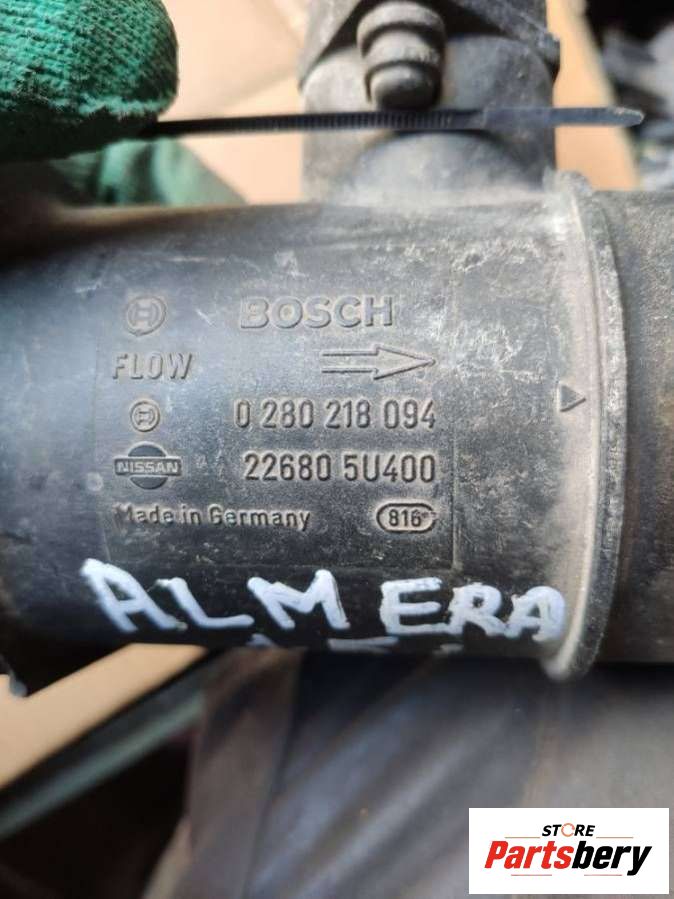 BOSCH
FLOW
0 280 218 094
NISSAN
22680 5U400
Made in Germany
816
ALMERA
STORE
Partsbery